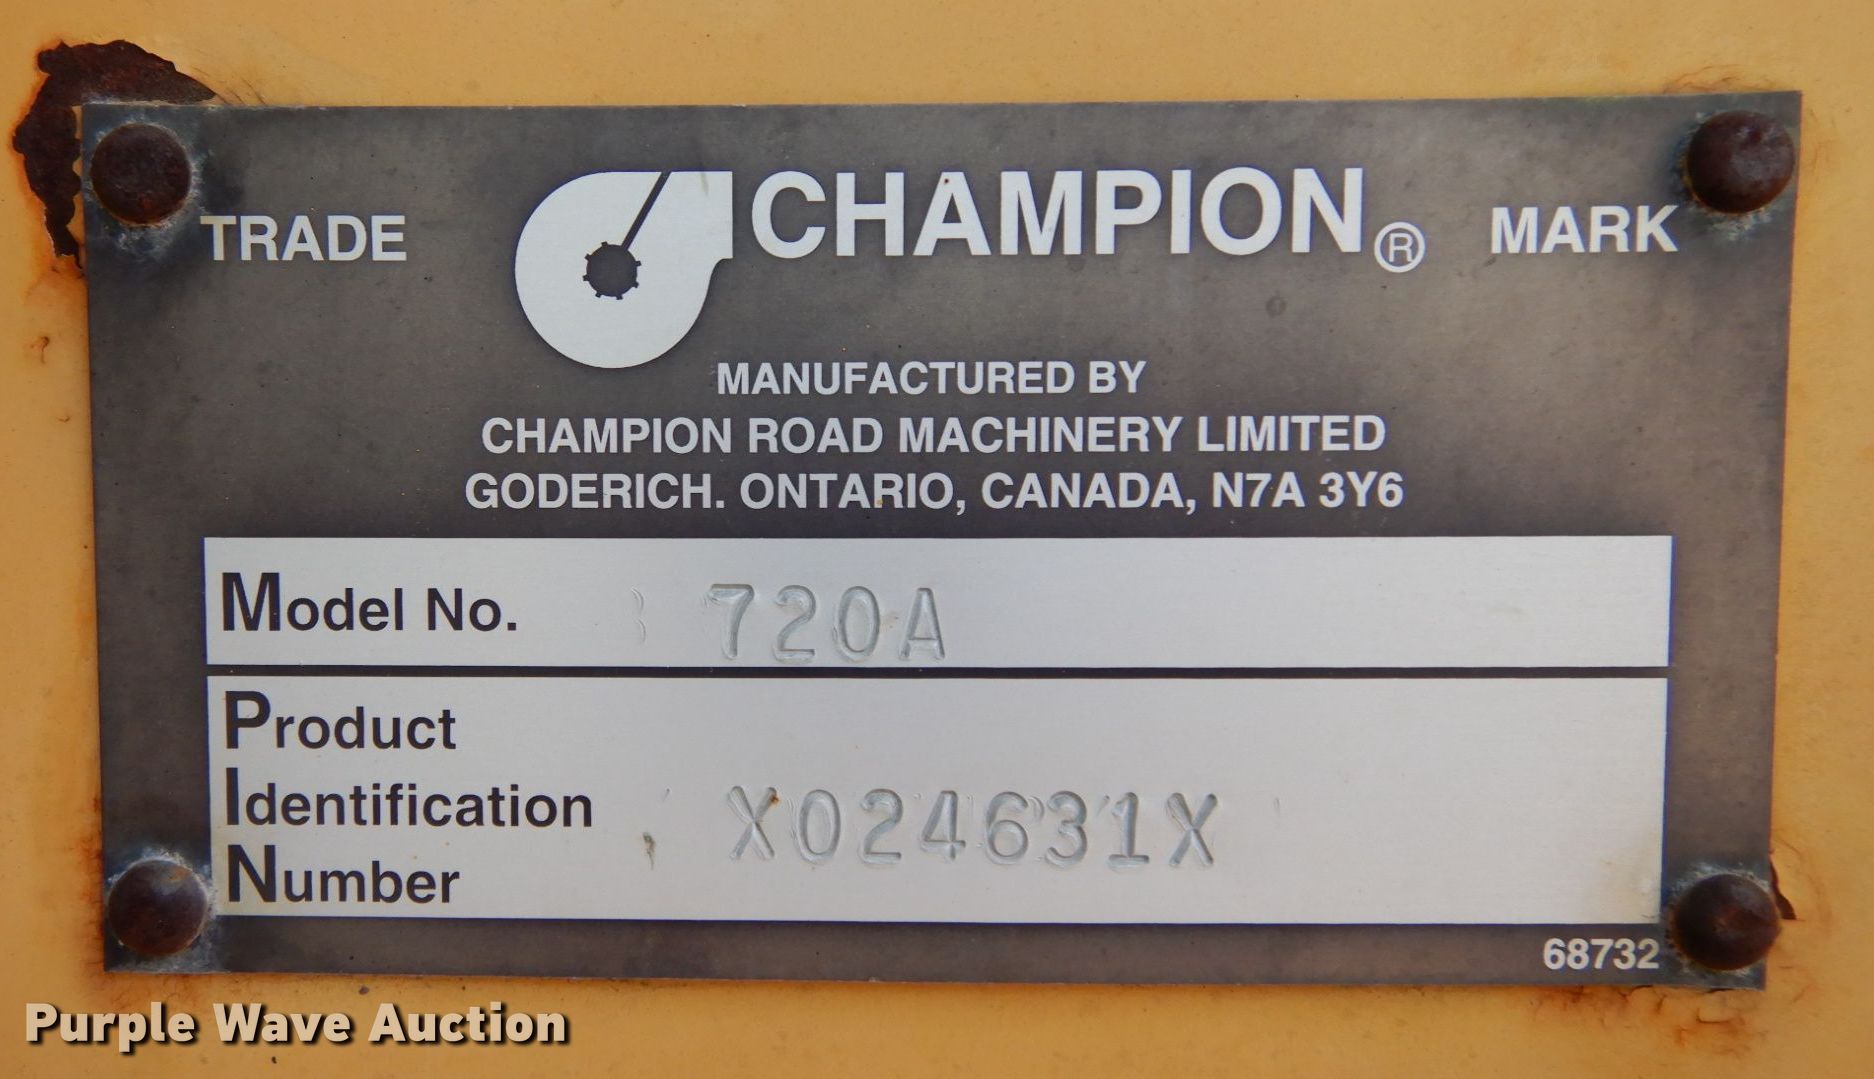 TRADE CHAMPION® MARK
MANUFACTURED BY
CHAMPION ROAD MACHINERY LIMITED
GODERICH. ONTARIO, CANADA, N7A 3Y6
Model No. 720A
Product
Identification X024631X
Number
68732
Purple Wave Auction